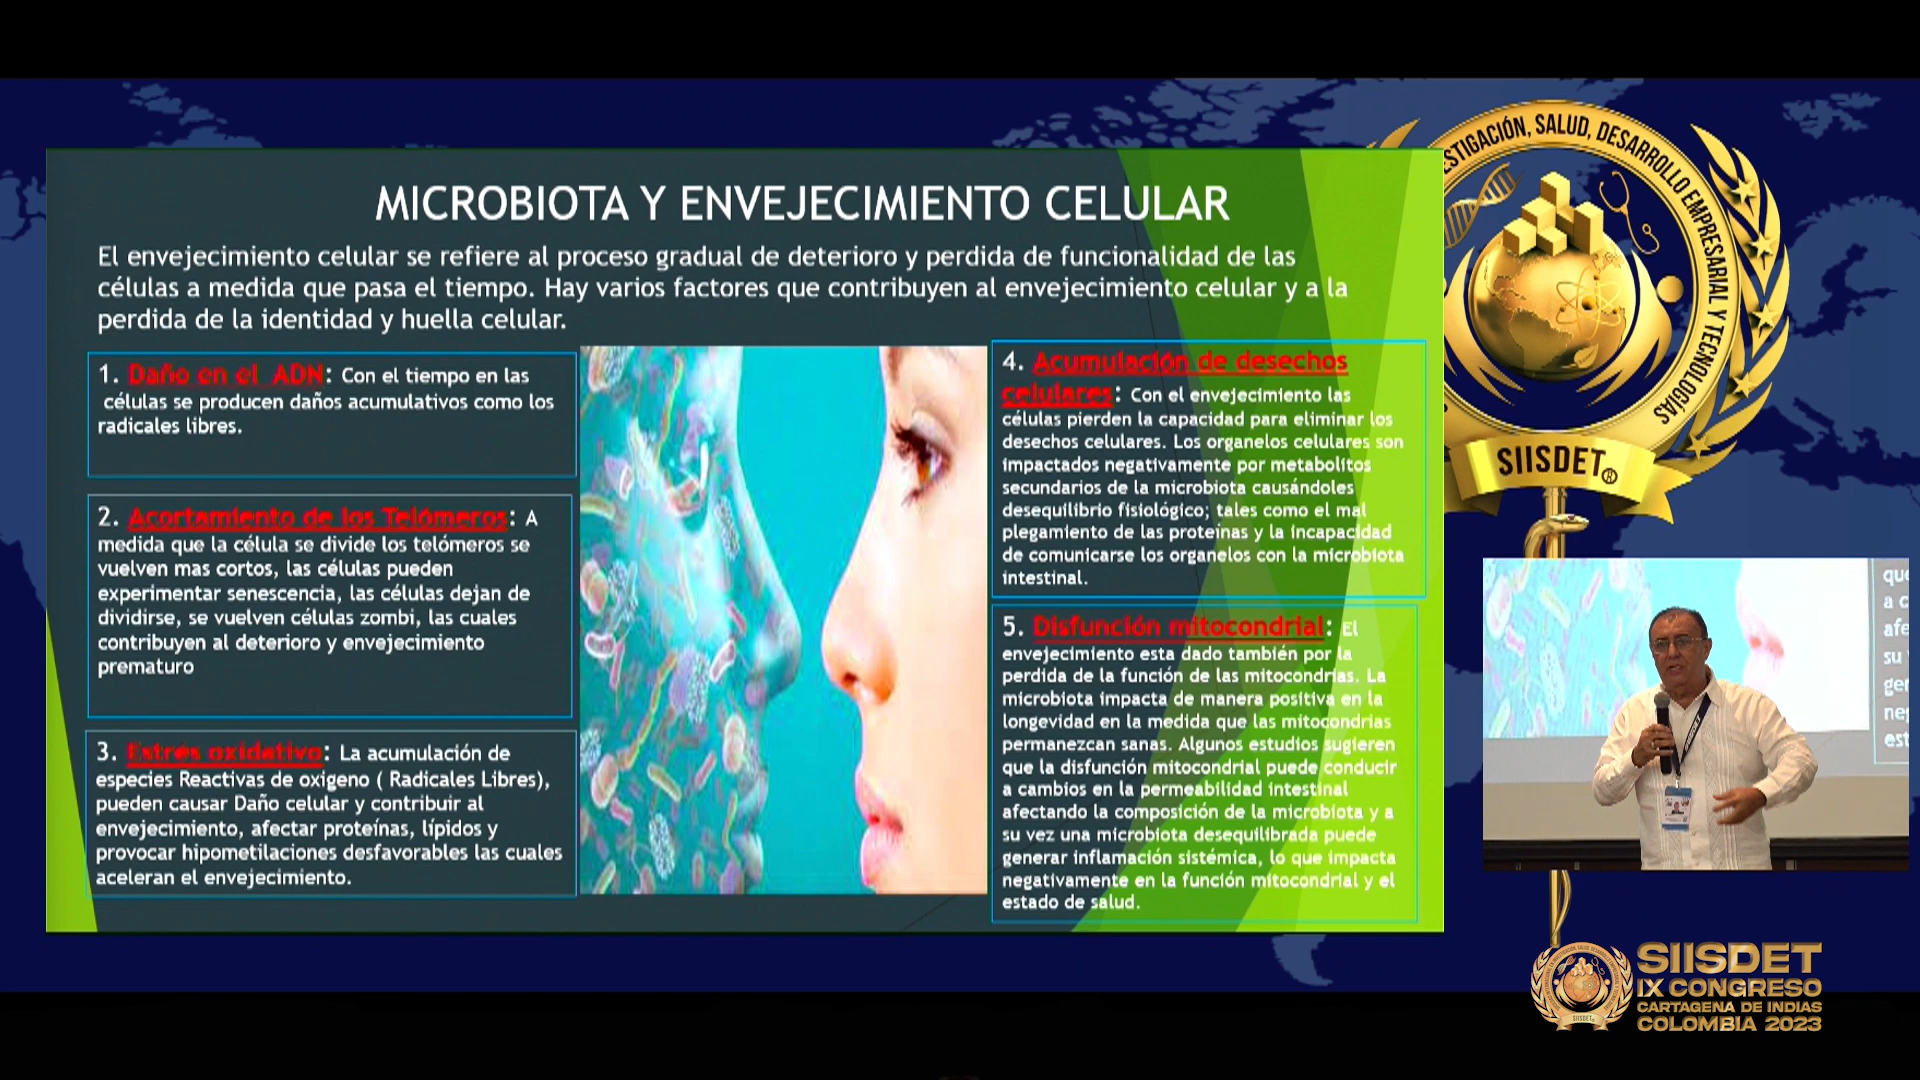 MICROBIOTA Y ENVEJECIMIENTO CELULAR
El envejecimiento celular se refiere al proceso gradual de deterioro y perdida de funcionalidad de las
células a medida que pasa el tiempo. Hay varios factores que contribuyen al envejecimiento celular y a la
perdida de la identidad y huella celular.
1. Daño en el ADN: Con el tiempo en las
células se producen daños acumulativos como los
radicales libres.
2. Acortamiento de los Telómeros: A
medida que la célula se divide los telómeros se
vuelven mas cortos, las células pueden
experimentar senescencia, las células dejan de
dividirse, se vuelven células zombi, las cuales
contribuyen al deterioro y envejecimiento
prematuro
3. Estrés oxidativo: La acumulación de
especies Reactivas de oxigeno ( Radicales Libres),
pueden causar Daño celular y contribuir al
envejecimiento, afectar proteínas, lípidos y
provocar hipometilaciones desfavorables las cuales
aceleran el envejecimiento.
4. Acumulación de desechos
celulares: Con el envejecimiento las
células pierden la capacidad para eliminar los
desechos celulares. Los organelos celulares son
impactados negativamente por metabolitos
secundarios de la microbiota causándoles
desequilibrio fisiológico; tales como el mal
plegamiento de las proteínas y la incapacidad
de comunicarse los organelos con la microbiota
intestinal.
5. Disfunción mitocondrial: El
envejecimiento esta dado también por la
perdida de la función de las mitocondrias. La
microbiota impacta de manera positiva en la
longevidad en la medida que las mitocondrias
permanezcan sanas. Algunos estudios sugieren
que la disfunción mitocondrial puede conducir
a cambios en la permeabilidad intestinal
afectando la composición de la microbiota y a
su vez una microbiota desequilibrada puede
generar inflamación sistémica, lo que impacta
negativamente en la función mitocondrial y el
estado de salud.
STIGACIÓN, SALUD, DESARROLLO EMPRESARIAL Y TECNOLOGÍAS
SIISDET®
que
a c
afe
su
gen
neg
est
SIISDET
IX CONGRESO
CARTAGENA DE INDIAS
COLOMBIA 2023